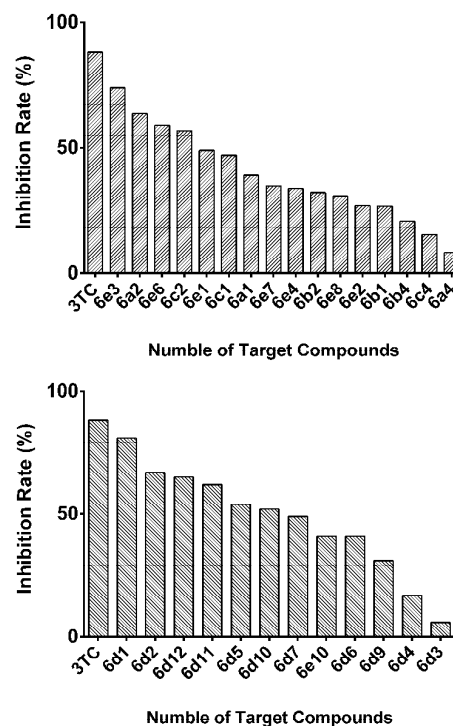 100
50
0
Inhibition Rate (%)
3TC 6e3 6a2 6e6 6c2 6e1 6c1 6a1 6e7 6e4 6b2 6e8 6e2 6b1 6b4 6c4 6a4
Numble of Target Compounds
100
50
0
Inhibition Rate (%)
3TC 6d1 6d2 6d12 6d11 6d5 6d10 6d7 6e10 6d6 6d9 6d4 6d3
Numble of Target Compounds